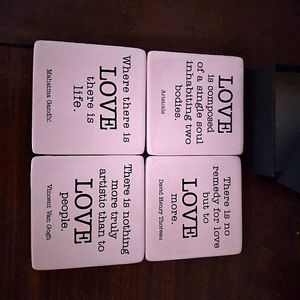 LOVE
is composed
of a single soul
inhabiting two
bodies.
Aristotle
There is no
remedy for love
but to
LOVE
more.
David Henry Thoreau
Where there is
LOVE
there is
life.
Mahatma Gandhi
There is nothing
more truly
artistic than to
LOVE
people.
Vincent Van Gogh